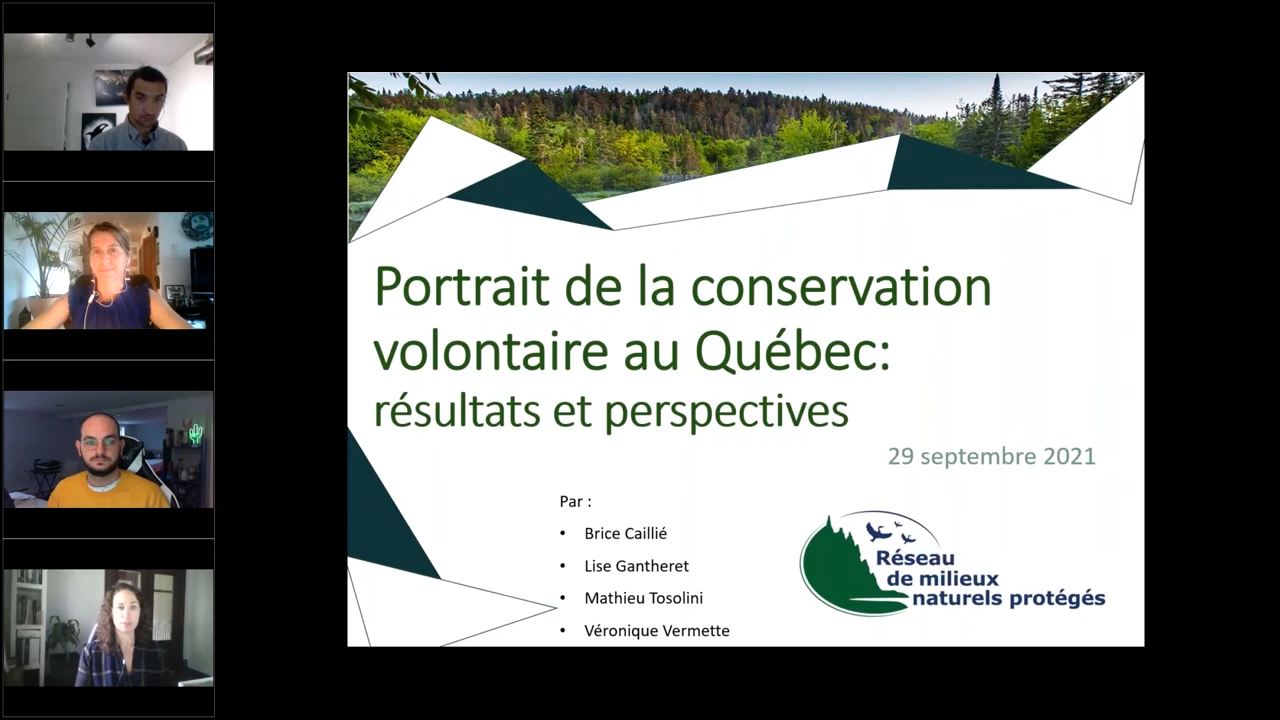 Portrait de la conservation
volontaire au Québec:
résultats et perspectives
29 septembre 2021
Par :
• Brice Caillié
• Lise Gantheret
• Mathieu Tosolini
• Véronique Vermette
Réseau
de milieux
naturels protégés